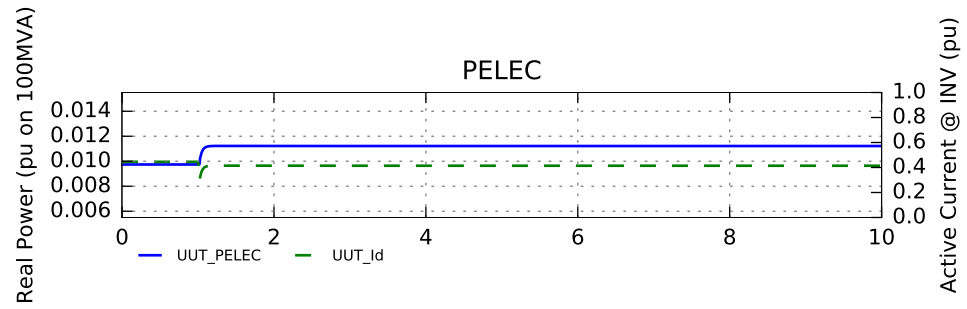 PELEC
Real Power (pu on 100MVA)
0.014
0.012
0.010
0.008
0.006
1.0
0.8
0.6
0.4
0.2
0.0
Active Current @ INV (pu)
0 2 4 6 8 10
UUT_PELEC UUT_Id